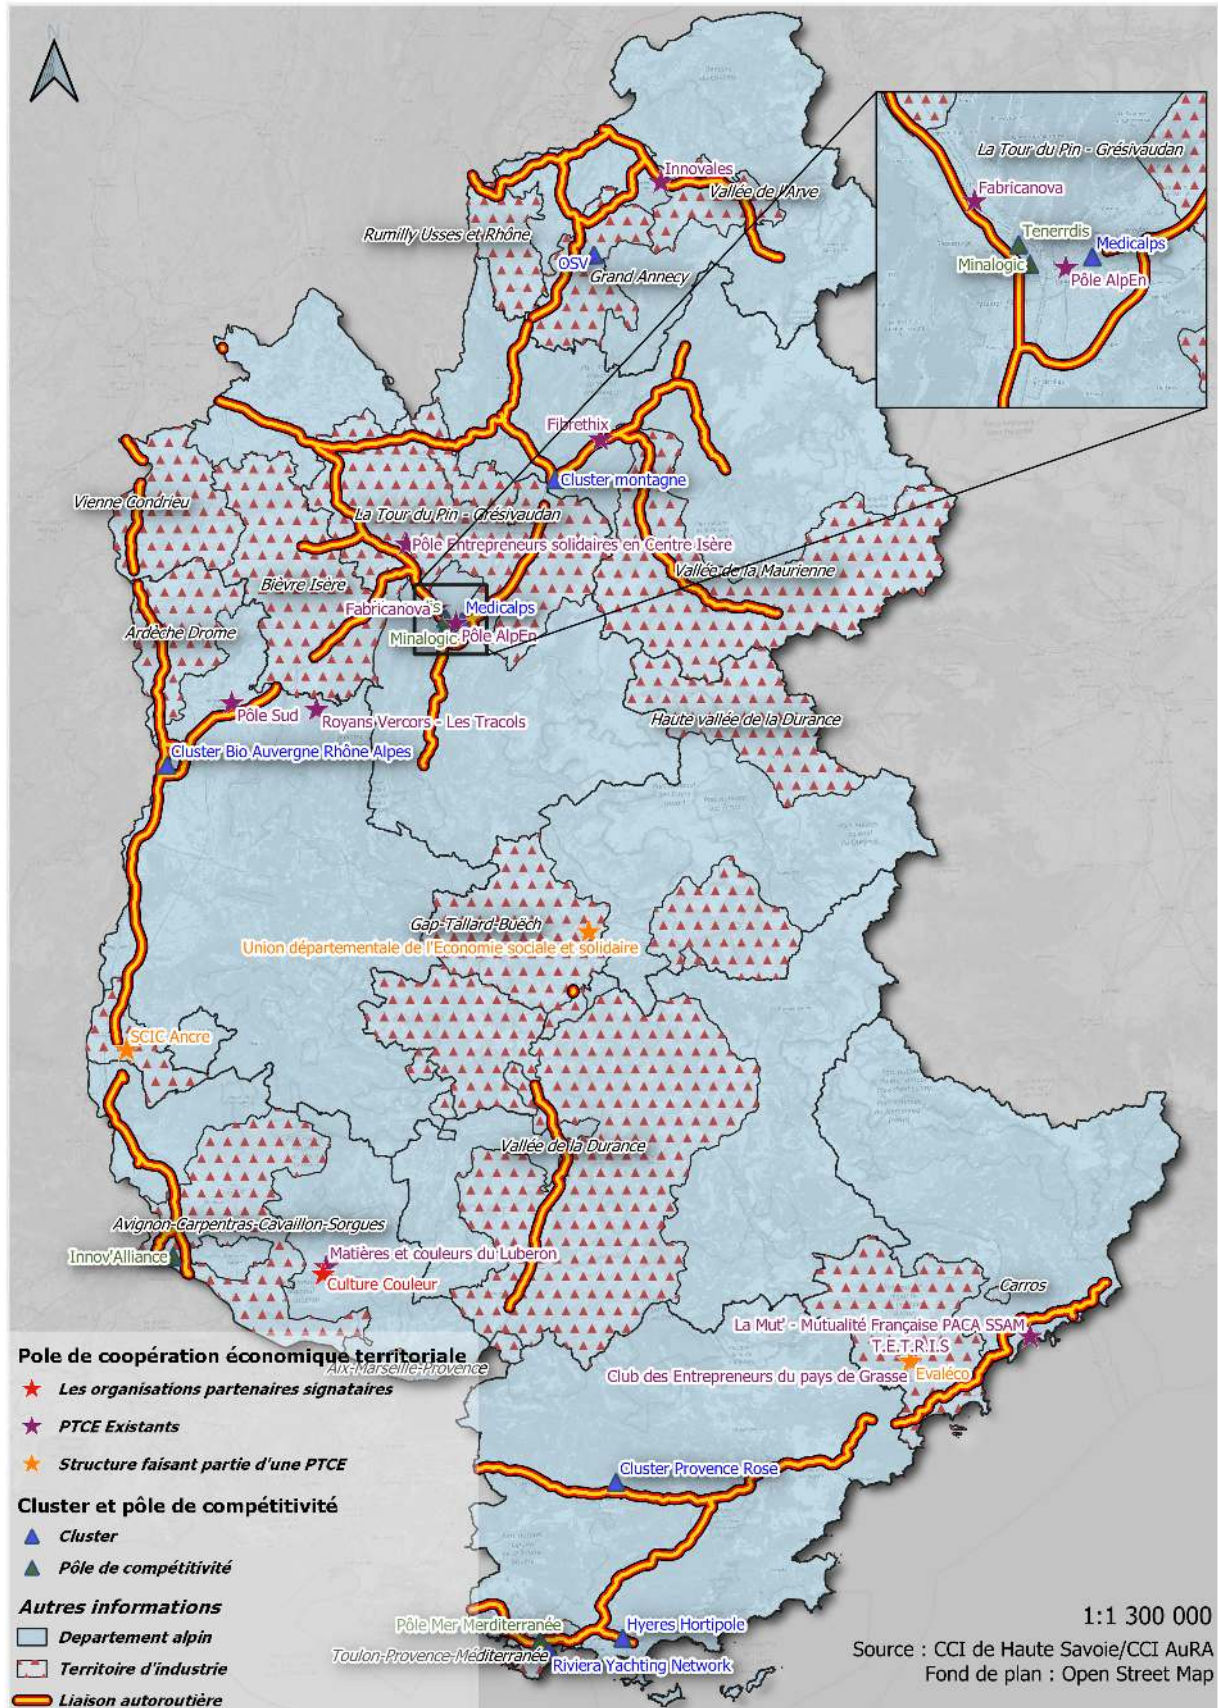 N
Innovales
Vallée de l'Arve
Rumilly Usses et Rhône
OSV
Grand Annecy
La Tour du Pin - Grésivaudan
Fabricanova
Tenerrdis
Medicalps
Minalogic
Pôle AlpEn
Fibrethix
Cluster montagne
Vienne Condrieu
La Tour du Pin - Grésivaudan
Pôle Entrepreneurs solidaires en Centre Isère
Vallée de la Maurienne
Bièvre Isère
Fabricanova
is
Medicalps
Ardèche Drome
Minalogic
Pôle AlpEn
Pôle Sud
Royans Vercors - Les Tracols
Haute vallée de la Durance
Cluster Bio Auvergne Rhône Alpes
Gap-Tallard-Buëch
Union départementale de l'Economie sociale et solidaire
SCIC Ancre
Vallée de la Durance
Avignon-Carpentras-Cavaillon-Sorgues
Innov'Alliance
Matières et couleurs du Luberon
Culture Couleur
Carros
La Mut' - Mutualité Française PACA SSAM
T.E.T.R.I.S
Club des Entrepreneurs du pays de Grasse
Evaléco
Aix-Marseille-Provence
Cluster Provence Rose
Pôle Mer Merditerranée
Hyeres Hortipole
Toulon-Provence-Méditerranée
Riviera Yachting Network
Pole de coopération économique territoriale
Les organisations partenaires signataires
PTCE Existants
Structure faisant partie d'une PTCE
Cluster et pôle de compétitivité
Cluster
Pôle de compétitivité
Autres informations
Departement alpin
Territoire d'industrie
Liaison autoroutière
1:1 300 000
Source : CCI de Haute Savoie/CCI AuRA
Fond de plan : Open Street Map